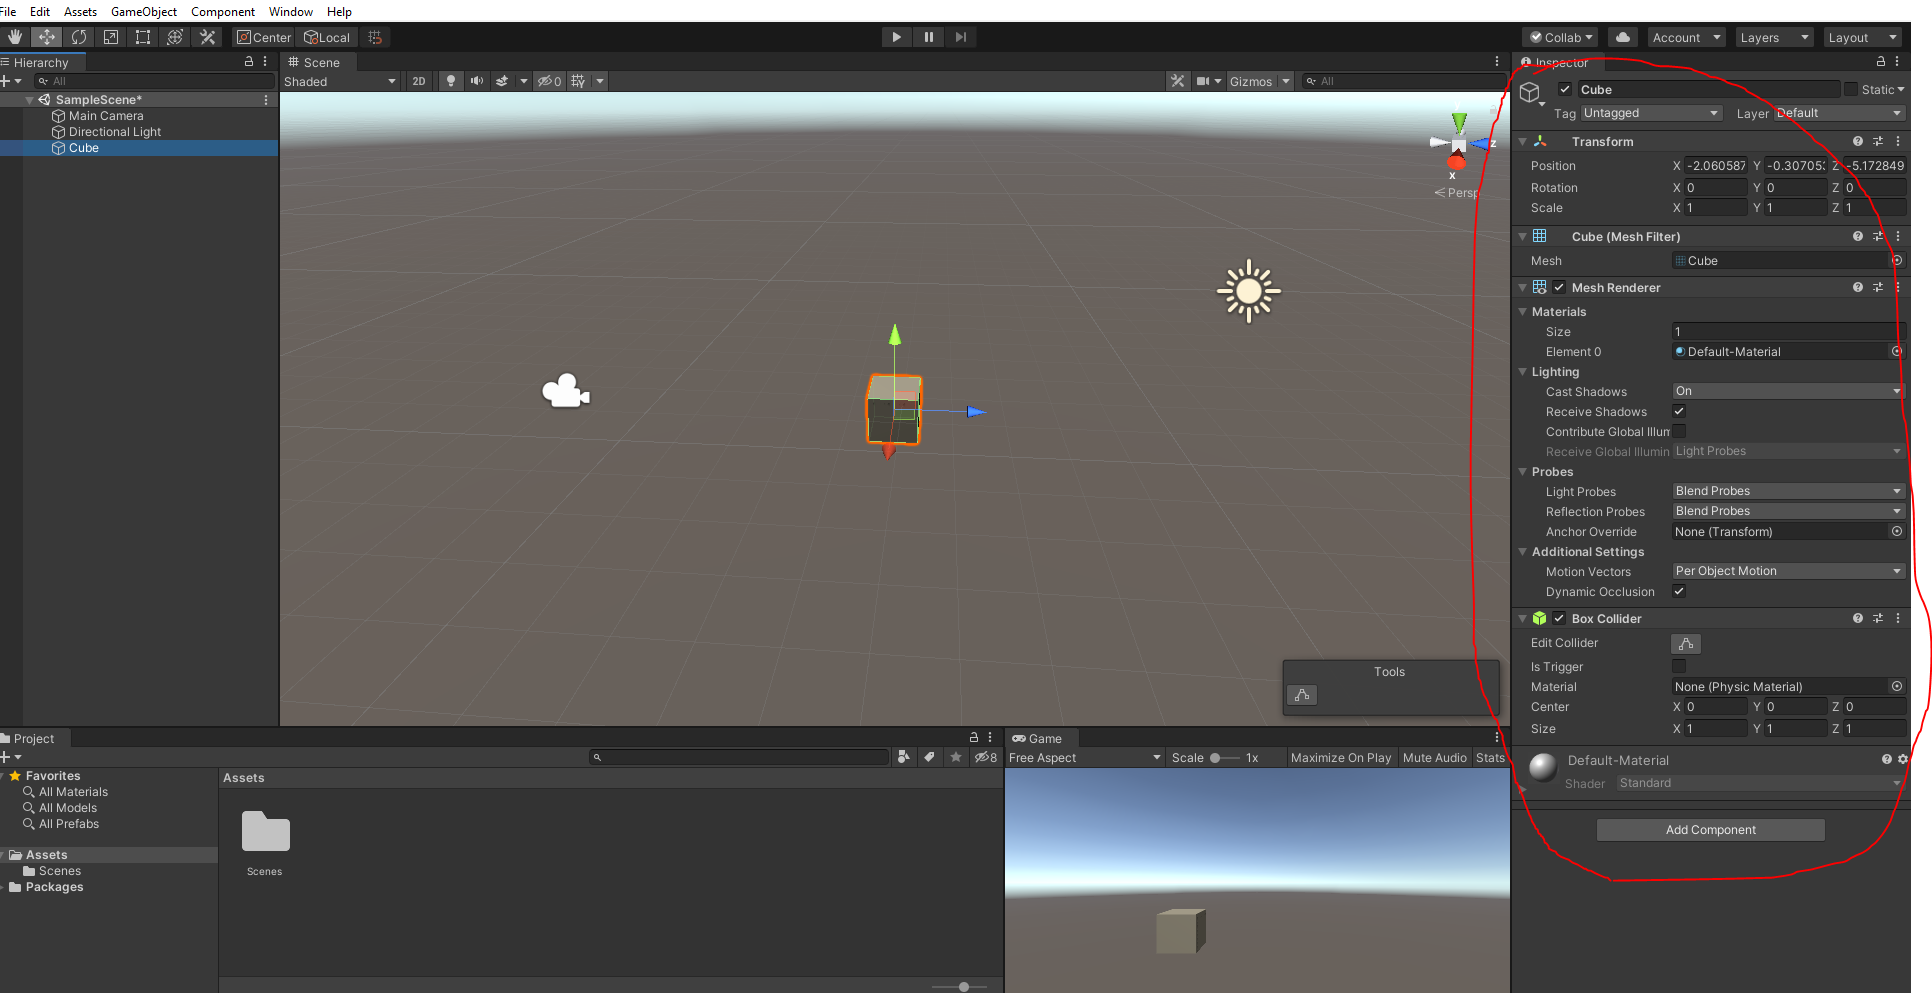 File Edit Assets GameObject Component Window Help
Center Local
Collab Account Layers Layout
Hierarchy
All
SampleScene*
Main Camera
Directional Light
Cube
Scene
Shaded 2D 0 Gizmos All
y
z
x
Persp
Tools
Inspector
Cube Static
Tag Untagged Layer Default
Transform
Position X -2.060587 Y -0.307053 Z -5.172849
Rotation X 0 Y 0 Z 0
Scale X 1 Y 1 Z 1
Cube (Mesh Filter)
Mesh Cube
Mesh Renderer
Materials
Size 1
Element 0 Default-Material
Lighting
Cast Shadows On
Receive Shadows
Contribute Global Illum
Receive Global Illumin Light Probes
Probes
Light Probes Blend Probes
Reflection Probes Blend Probes
Anchor Override None (Transform)
Additional Settings
Motion Vectors Per Object Motion
Dynamic Occlusion
Box Collider
Edit Collider
Is Trigger
Material None (Physic Material)
Center X 0 Y 0 Z 0
Size X 1 Y 1 Z 1
Default-Material
Shader Standard
Add Component
Project
8
Favorites
All Materials
All Models
All Prefabs
Assets
Scenes
Packages
Assets
Scenes
Game
Free Aspect Scale 1x Maximize On Play Mute Audio Stats